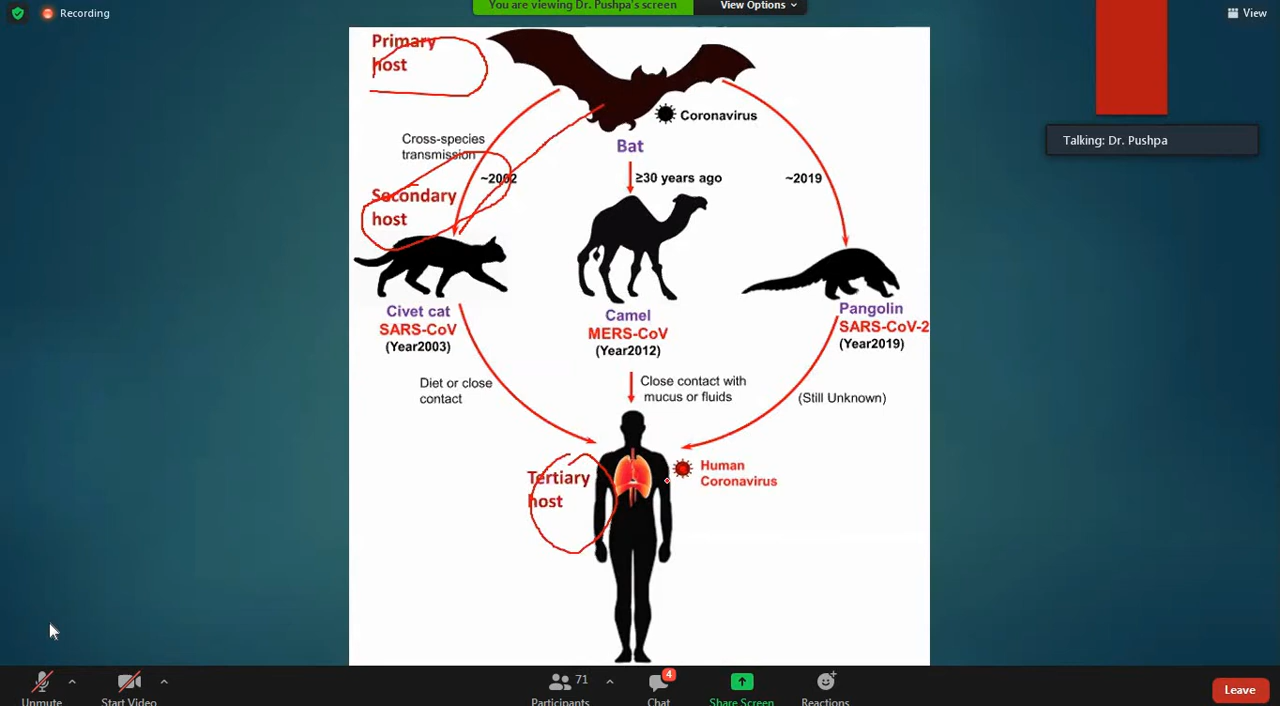 You are viewing Dr. Pushpa's screen
View Options
Recording
View
Talking: Dr. Pushpa
Primary
host
Coronavirus
Cross-species
transmission
Bat
~2002
≥30 years ago
~2019
Secondary
host
Civet cat
SARS-CoV
(Year2003)
Camel
MERS-CoV
(Year2012)
Pangolin
SARS-CoV-2
(Year2019)
Diet or close
contact
Close contact with
mucus or fluids
(Still Unknown)
Tertiary
host
Human
Coronavirus
Unmute
Start Video
71
Participants
4
Chat
Share Screen
Reactions
Leave